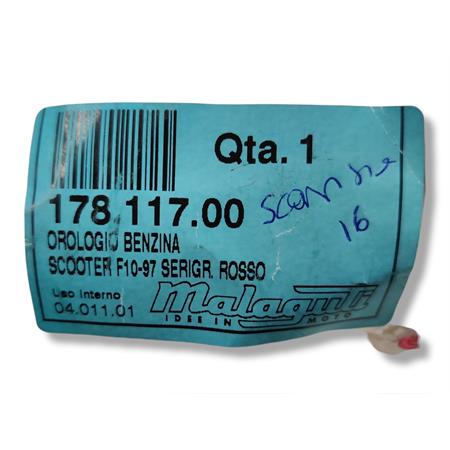 Qta. 1
178 117.00
OROLOGIO BENZINA
SCOOTER F10-97 SERIGR. ROSSO
Uso Interno
04.011.01
Malaguti
IDEE IN MOTO
16